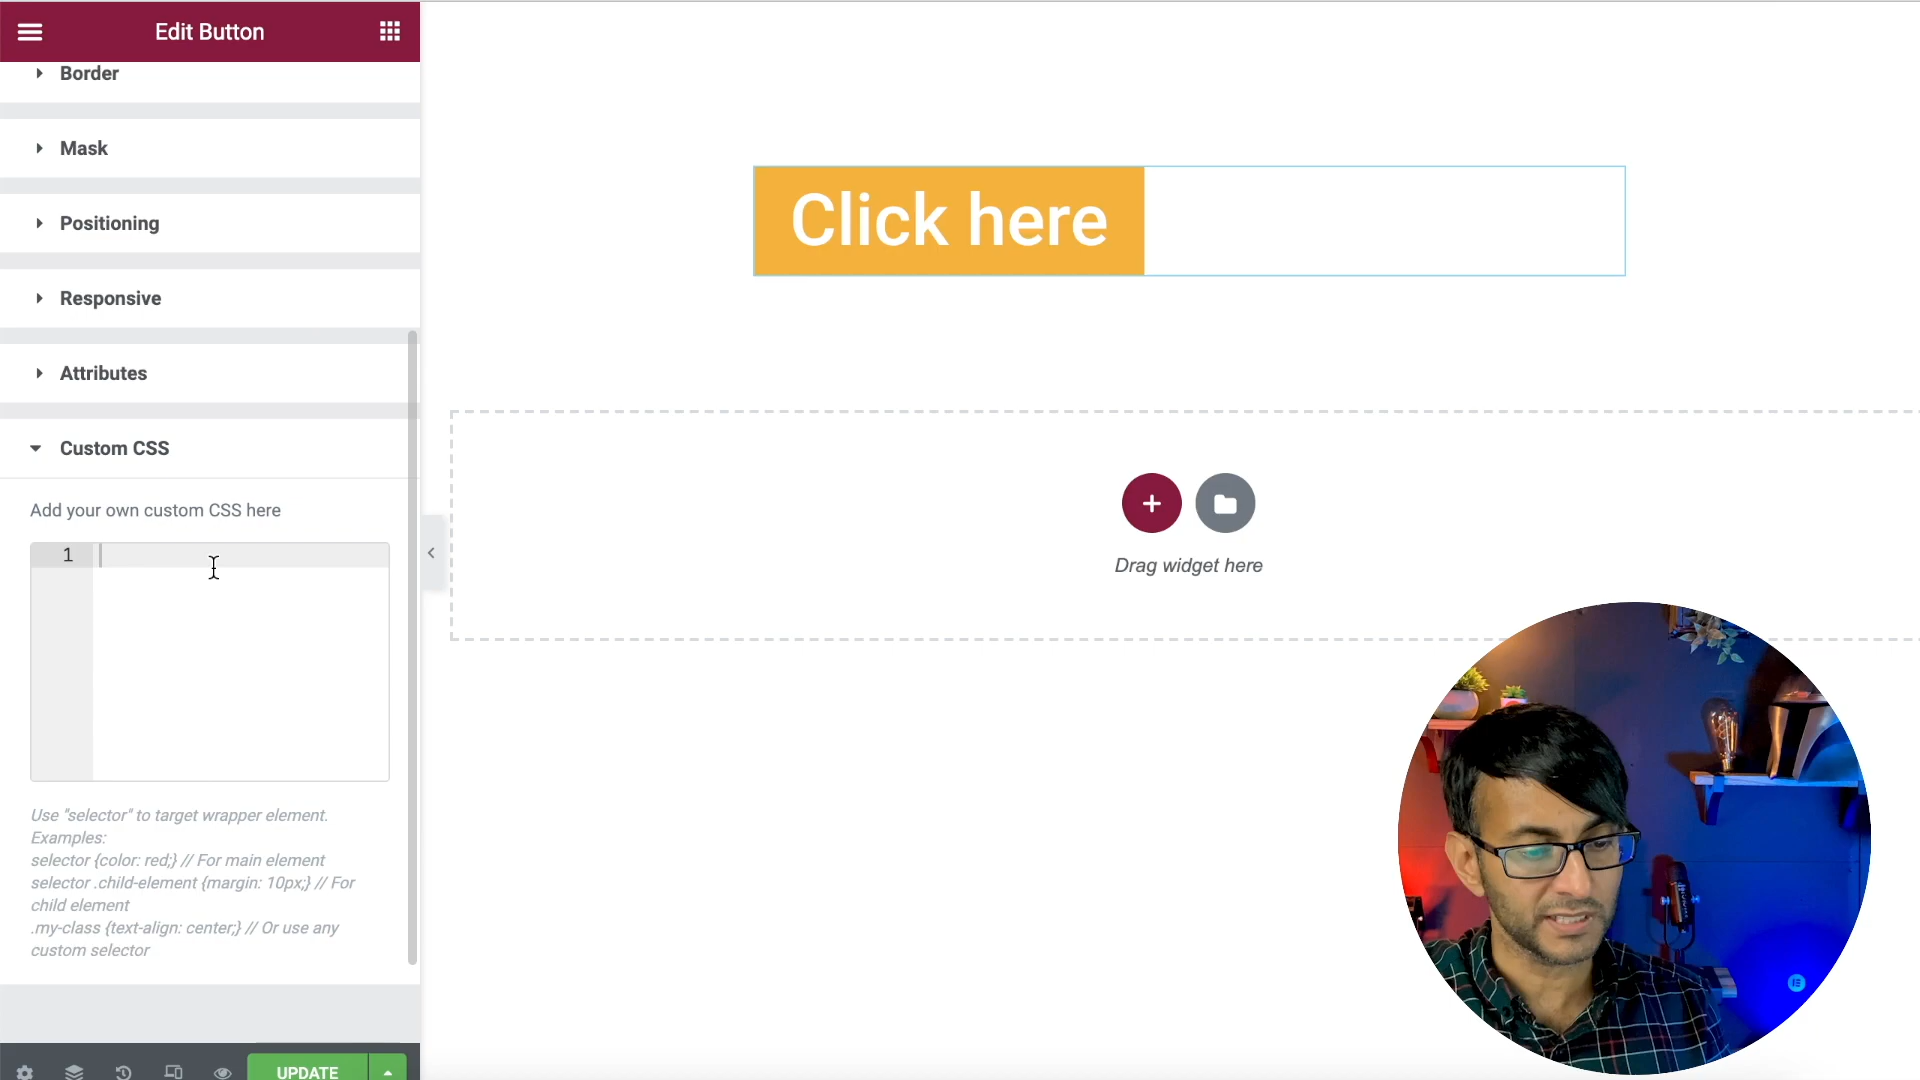 Edit Button
Border
Mask
Positioning
Responsive
Attributes
Custom CSS
Add your own custom CSS here
1
Use "selector" to target wrapper element.
Examples:
selector {color: red;} // For main element
selector .child-element {margin: 10px;} // For
child element
.my-class {text-align: center;} // Or use any
custom selector
UPDATE
Click here
Drag widget here